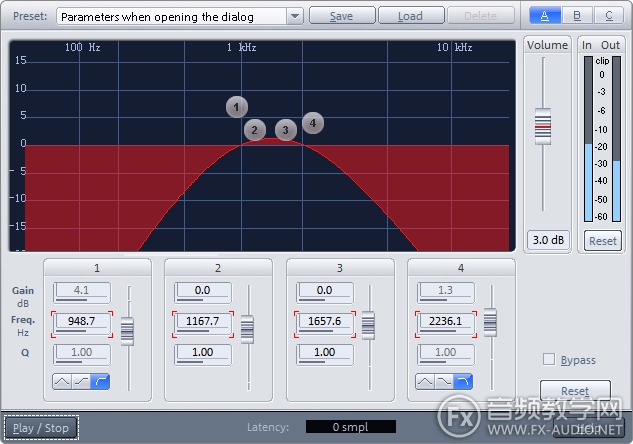 Preset: Parameters when opening the dialog Save Load Delete A B C
100 Hz 1 kHz 10 kHz Volume In Out
15
10
5
0
-5
-10
-15
1
2
3
4
clip
0
-3
-6
-10
-20
-30
-40
-50
-60
3.0 dB Reset
1 2 3 4
Gain dB 4.1 0.0 0.0 1.3
Freq. Hz 948.7 1167.7 1657.6 2236.1
Q 1.00 1.00 1.00 1.00
Bypass
Reset
Play / Stop Latency: 0 smpl
FX 音频教学网
WWW.FX-AUDIO.NET